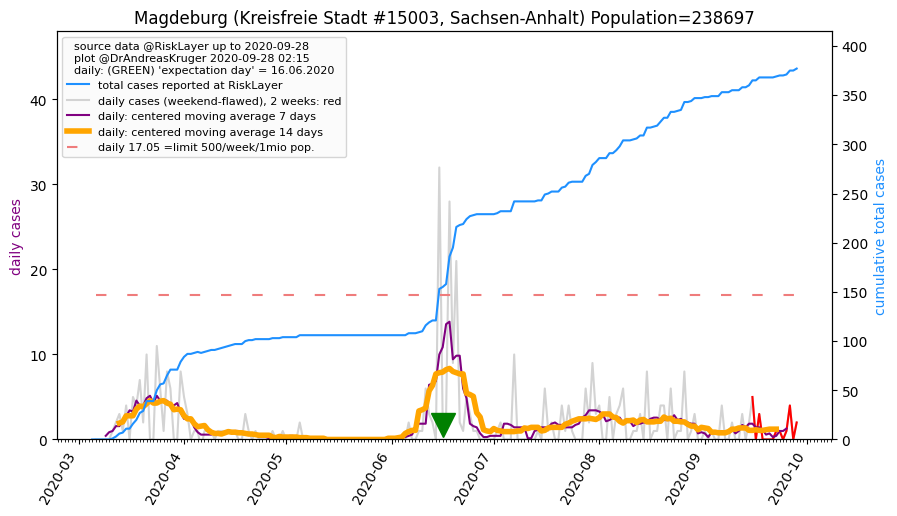 Magdeburg (Kreisfreie Stadt #15003, Sachsen-Anhalt) Population=238697
source data @RiskLayer up to 2020-09-28
plot @DrAndreasKruger 2020-09-28 02:15
daily: (GREEN) 'expectation day' = 16.06.2020
total cases reported at RiskLayer
daily cases (weekend-flawed), 2 weeks: red
daily: centered moving average 7 days
daily: centered moving average 14 days
daily 17.05 =limit 500/week/1mio pop.
daily cases
40
30
20
10
0
400
350
300
250
200
150
100
50
0
cumulative total cases
2020-03
2020-04
2020-05
2020-06
2020-07
2020-08
2020-09
2020-10